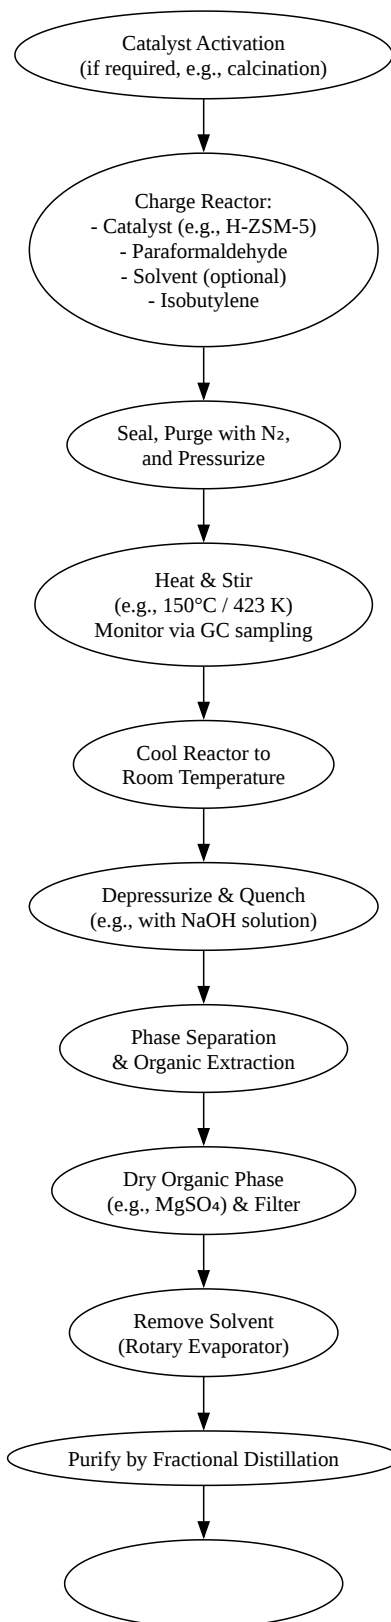 Catalyst Activation
(if required, e.g., calcination)
Charge Reactor:
- Catalyst (e.g., H-ZSM-5)
- Paraformaldehyde
- Solvent (optional)
- Isobutylene
Seal, Purge with N₂,
and Pressurize
Heat & Stir
(e.g., 150°C / 423 K)
Monitor via GC sampling
Cool Reactor to
Room Temperature
Depressurize & Quench
(e.g., with NaOH solution)
Phase Separation
& Organic Extraction
Dry Organic Phase
(e.g., MgSO₄) & Filter
Remove Solvent
(Rotary Evaporator)
Purify by Fractional Distillation